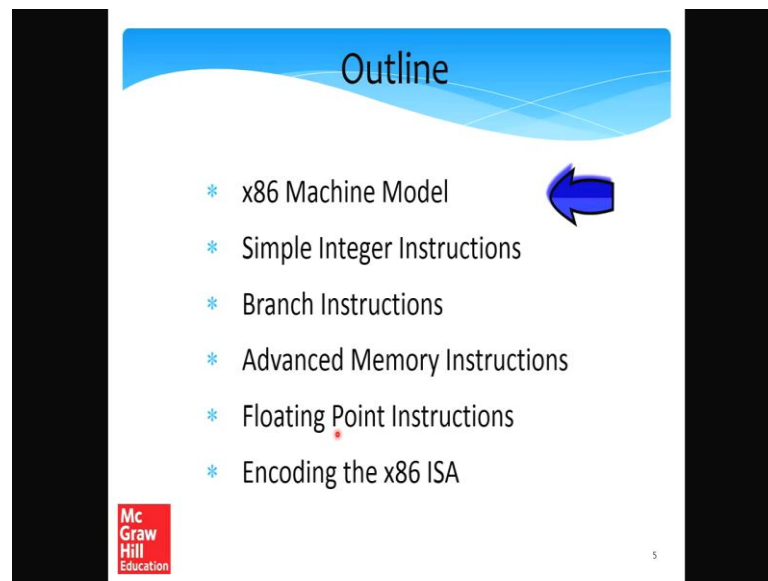 Outline
* x86 Machine Model
* Simple Integer Instructions
* Branch Instructions
* Advanced Memory Instructions
* Floating Point Instructions
* Encoding the x86 ISA
Mc
Graw
Hill
Education
5